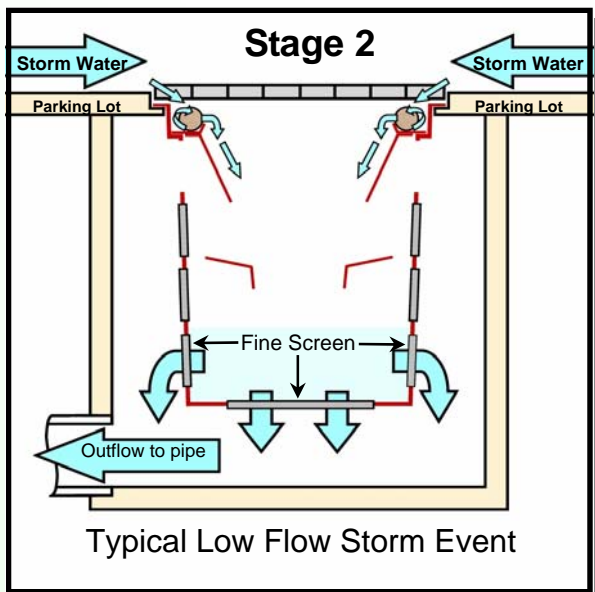 Stage 2
Storm Water
Storm Water
Parking Lot
Parking Lot
Fine Screen
Outflow to pipe
Typical Low Flow Storm Event